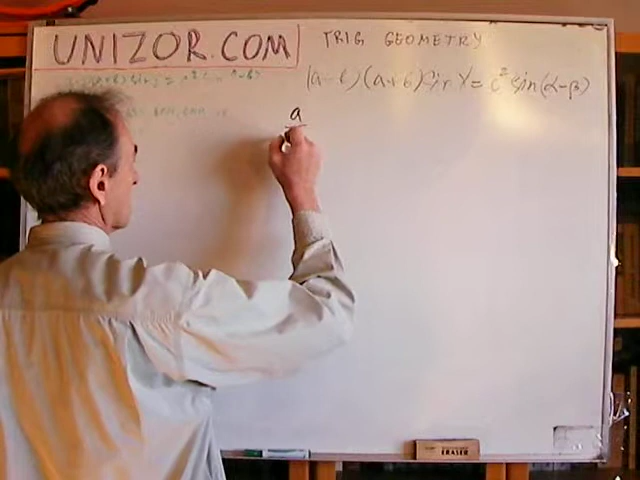 UNIZOR.COM
TRIG GEOMETRY
(a-b)(a+b) sin γ = c² sin(α-β)
a
ERASER